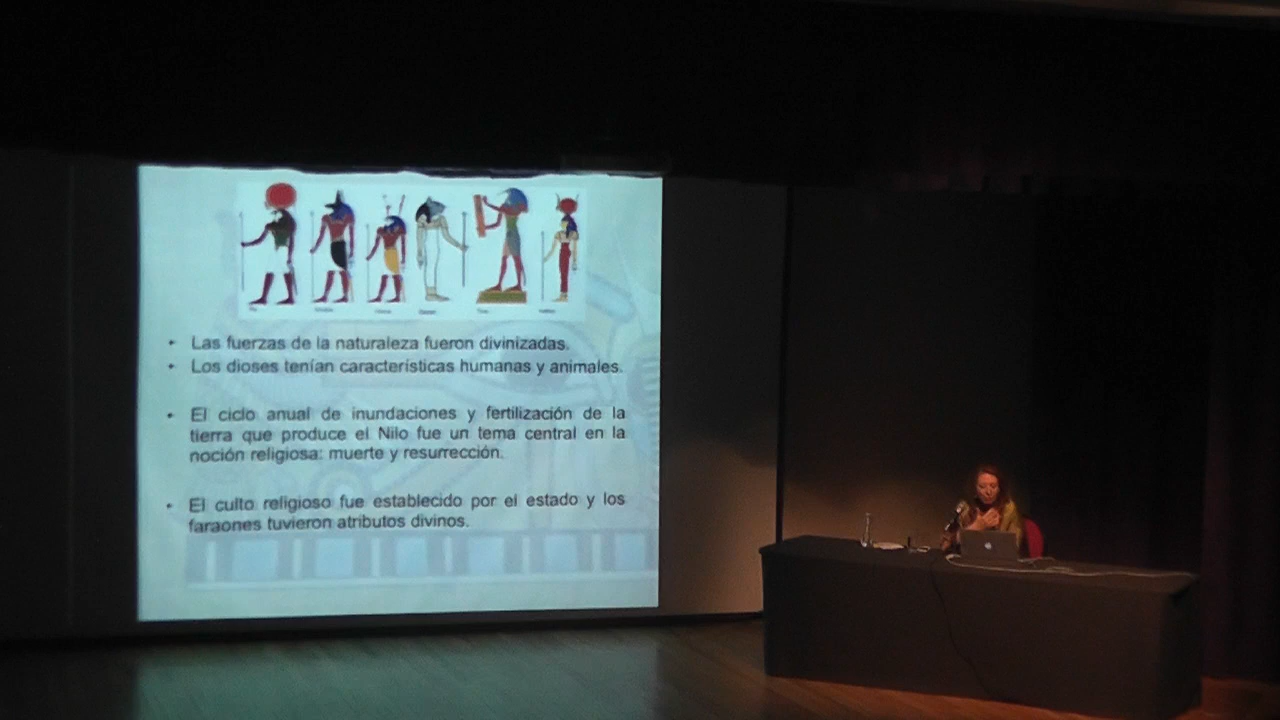 • Las fuerzas de la naturaleza fueron divinizadas.
• Los dioses tenían características humanas y animales.
• El ciclo anual de inundaciones y fertilización de la
tierra que produce el Nilo fue un tema central en la
noción religiosa: muerte y resurrección.
• El culto religioso fue establecido por el estado y los
faraones tuvieron atributos divinos.